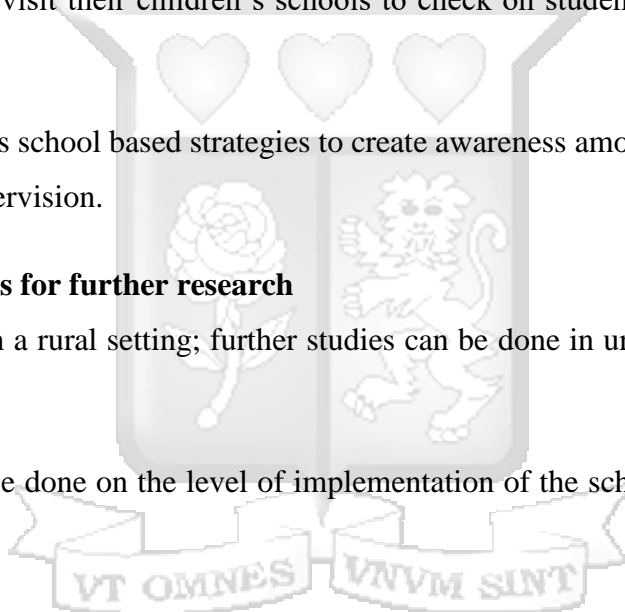 visit their children's schools to check on studen
s school based strategies to create awareness amo
ervision.
s for further research
n a rural setting; further studies can be done in u
e done on the level of implementation of the sch
VT OMNES VNVM SINT